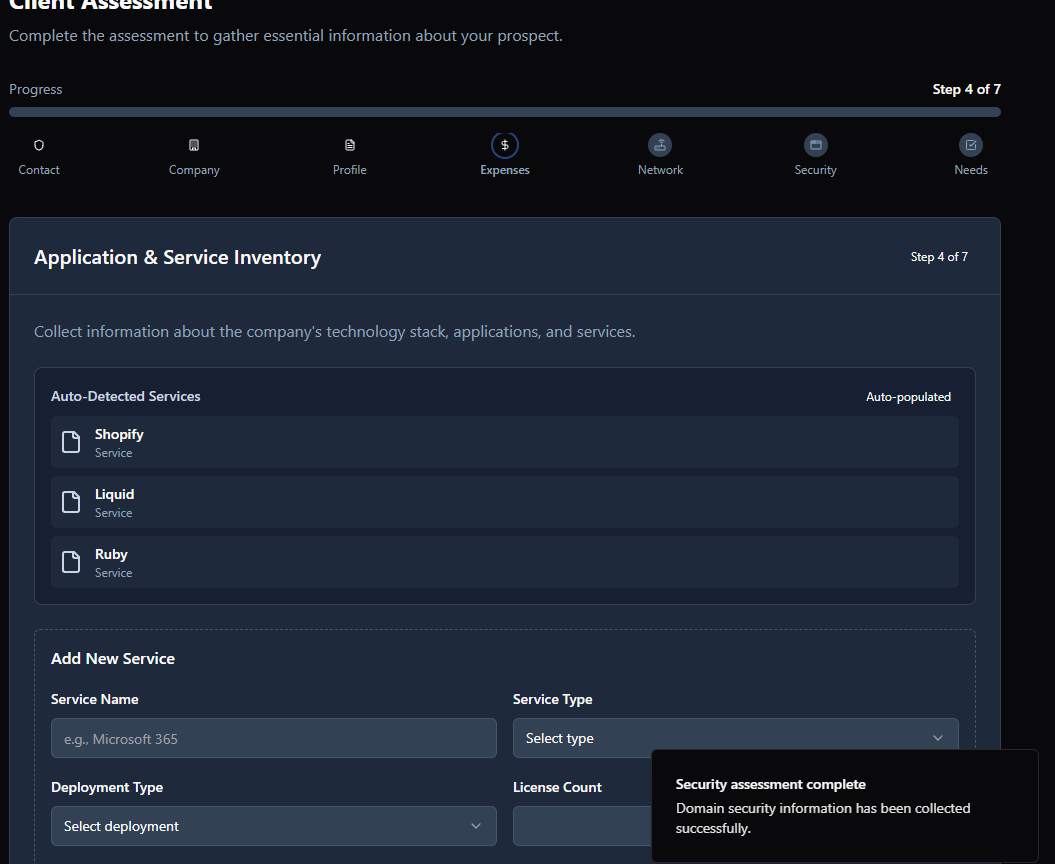 Client Assessment
Complete the assessment to gather essential information about your prospect.
Progress
Step 4 of 7
Contact
Company
Profile
$
Expenses
Network
Security
Needs
Application & Service Inventory
Step 4 of 7
Collect information about the company's technology stack, applications, and services.
Auto-Detected Services
Auto-populated
Shopify
Service
Liquid
Service
Ruby
Service
Add New Service
Service Name
Service Type
e.g., Microsoft 365
Select type
Deployment Type
License Count
Select deployment
Security assessment complete
Domain security information has been collected
successfully.